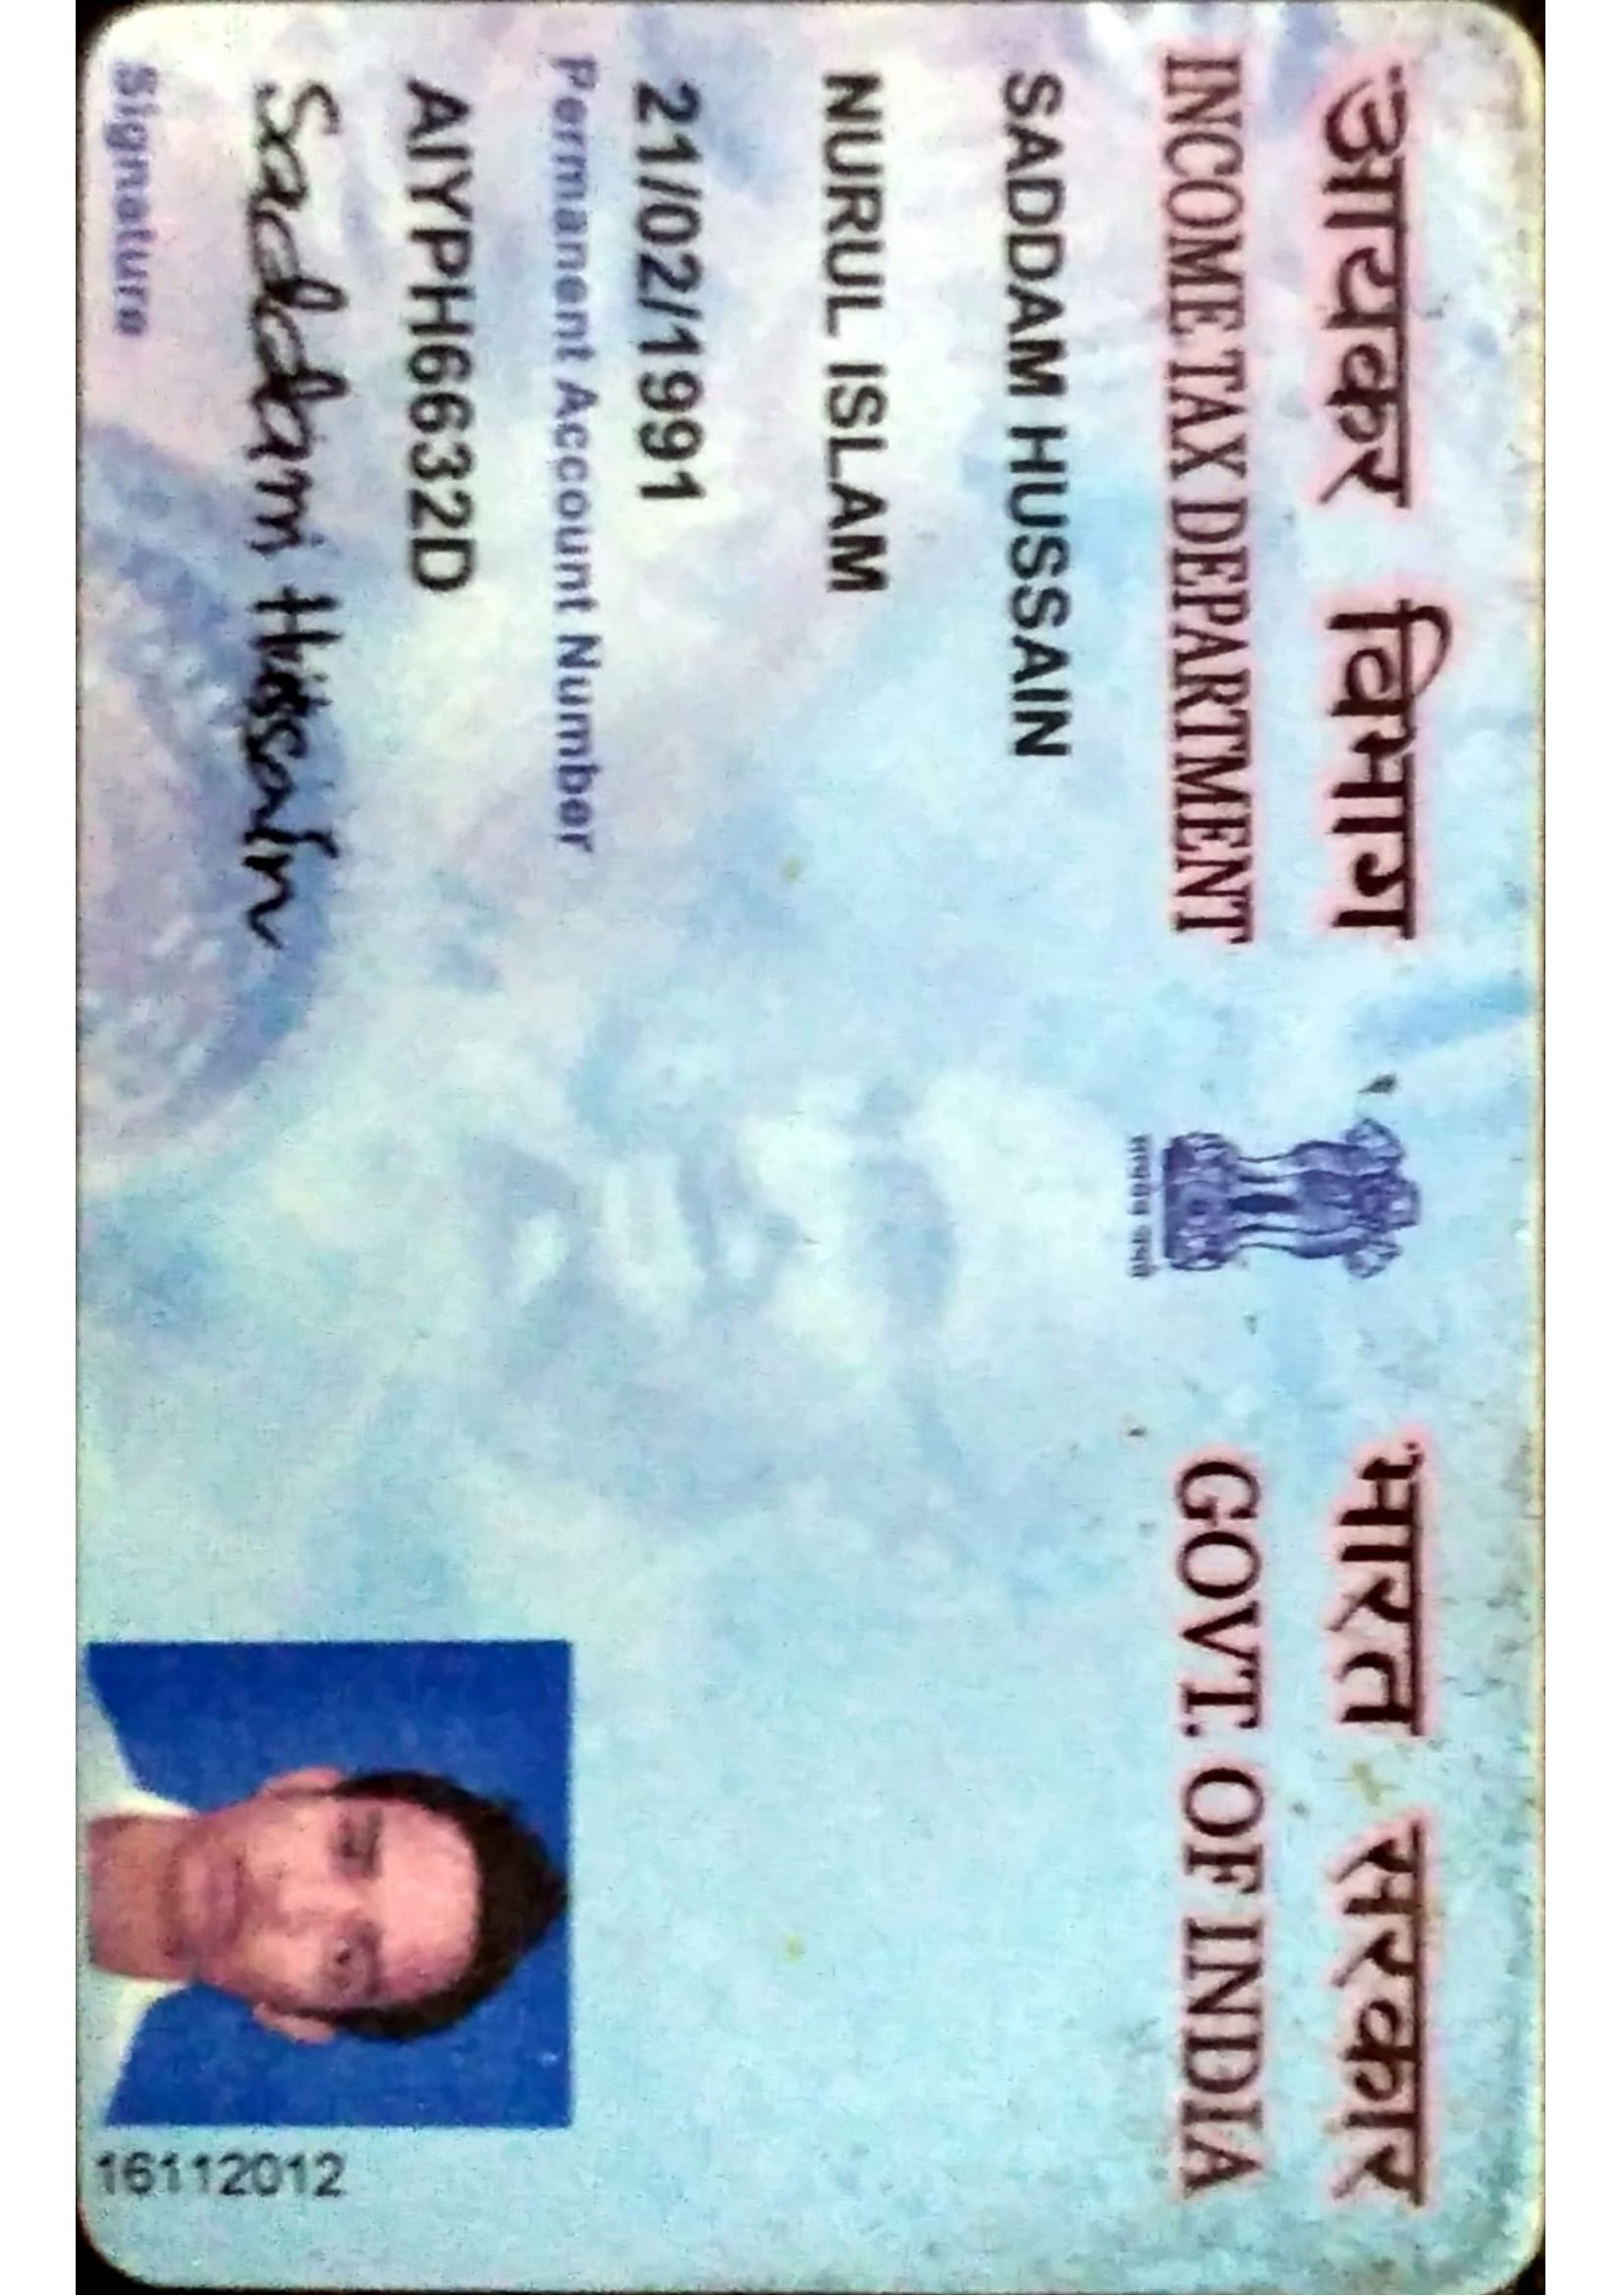 आयकर विभाग
INCOME TAX DEPARTMENT
भारत सरकार
GOVT. OF INDIA
सत्यमेव जयते
SADDAM HUSSAIN
NURUL ISLAM
21/02/1991
Permanent Account Number
AIYPH6632D
Saddam Hussain
Signature
16112012